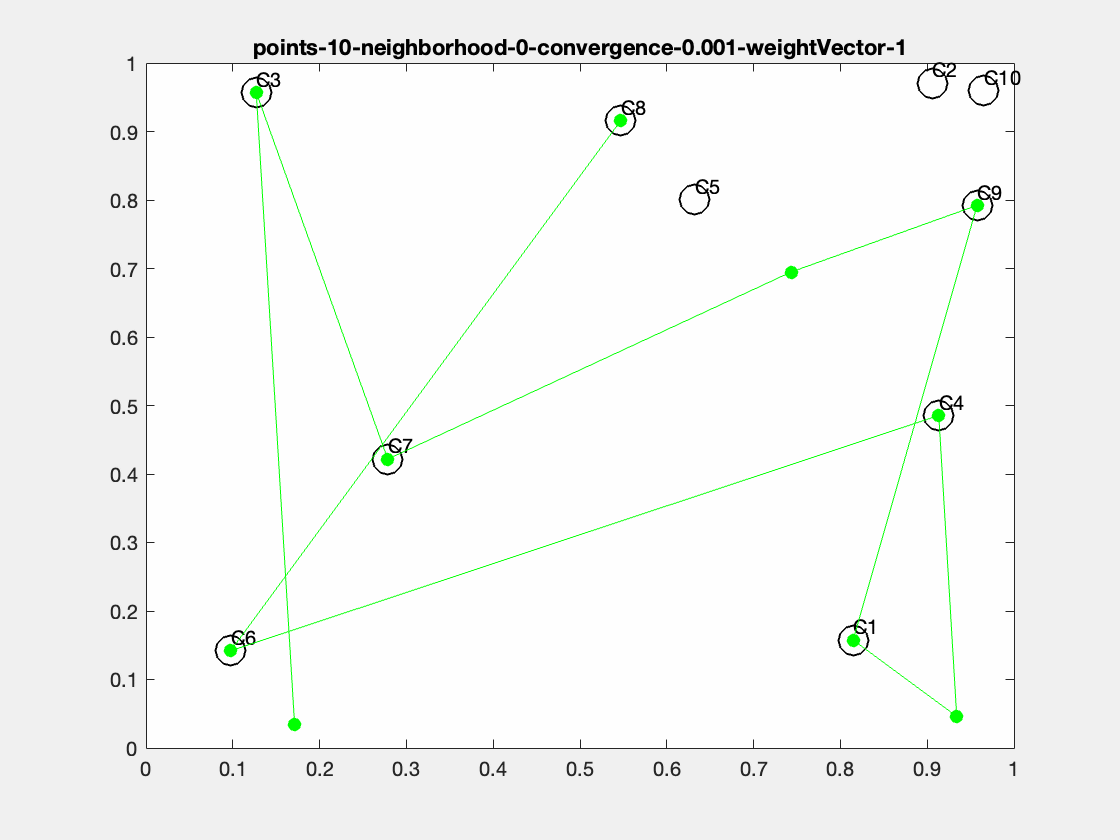 points-10-neighborhood-0-convergence-0.001-weightVector-1
1
C3
C2
C10
C8
0.9
C5
0.8
C9
0.7
0.6
0.5
C4
C7
0.4
0.3
0.2
C6
C1
0.1
0
0 0.1 0.2 0.3 0.4 0.5 0.6 0.7 0.8 0.9 1